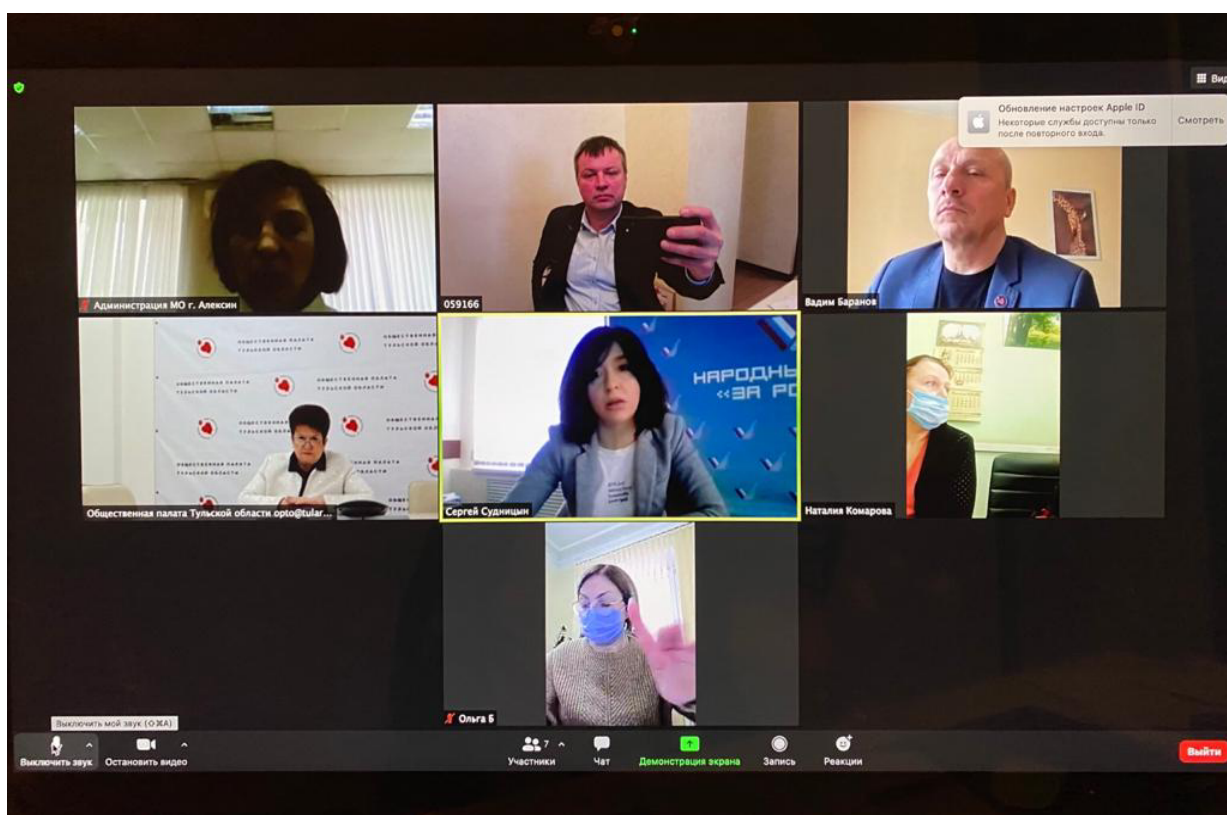 Вид
Обновление настроек Apple ID
Некоторые службы доступны только
после повторного входа.
Смотреть
Администрация МО г. Алексин
059166
Вадим Баранов
ОБЩЕСТВЕННАЯ ПАЛАТА
ТУЛЬСКОЙ ОБЛАСТИ
Общественная палата Тульской области opto@tular...
НАРОДНЫ
«ЗА РО
Сергей Судницын
Наталия Комарова
Ольга Б
Выключить мой звук (⇧⌘A)
Выключить звук
Остановить видео
7
Участники
Чат
Демонстрация экрана
Запись
Реакции
Выйти